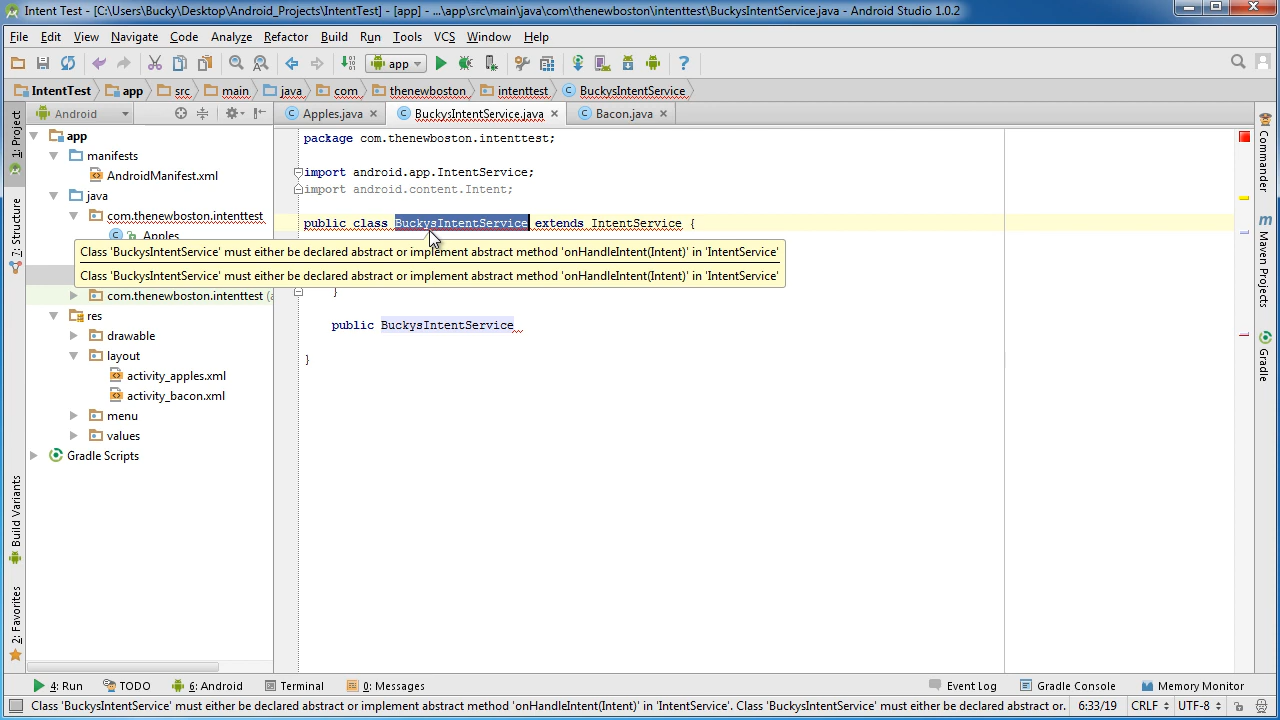 Intent Test - [C:\Users\Bucky\Desktop\Android_Projects\IntentTest] - [app] - ...\app\src\main\java\com\thenewboston\intenttest\BuckysIntentService.java - Android Studio 1.0.2
File Edit View Navigate Code Analyze Refactor Build Run Tools VCS Window Help
app
IntentTest app src main java com thenewboston intenttest BuckysIntentService
Android Apples.java BuckysIntentService.java Bacon.java
1: Project
7: Structure
Build Variants
2: Favorites
app
manifests
AndroidManifest.xml
java
com.thenewboston.intenttest
Apples
com.thenewboston.intenttest
res
drawable
layout
activity_apples.xml
activity_bacon.xml
menu
values
Gradle Scripts
package com.thenewboston.intenttest;
import android.app.IntentService;
import android.content.Intent;
public class BuckysIntentService extends IntentService {
Class 'BuckysIntentService' must either be declared abstract or implement abstract method 'onHandleIntent(Intent)' in 'IntentService'
Class 'BuckysIntentService' must either be declared abstract or implement abstract method 'onHandleIntent(Intent)' in 'IntentService'
}
public BuckysIntentService
}
Commander
m
Maven Projects
Gradle
4: Run TODO 6: Android Terminal 0: Messages Event Log Gradle Console Memory Monitor
Class 'BuckysIntentService' must either be declared abstract or implement abstract method 'onHandleIntent(Intent)' in 'IntentService'. Class 'BuckysIntentService' must either be declared abstract or... 6:33/19 CRLF UTF-8